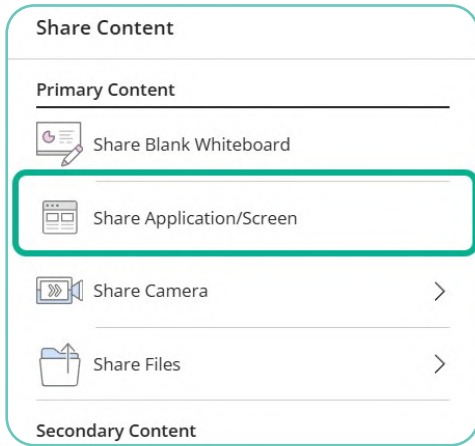 Share Content
Primary Content
Share Blank Whiteboard
Share Application/Screen
Share Camera
Share Files
Secondary Content